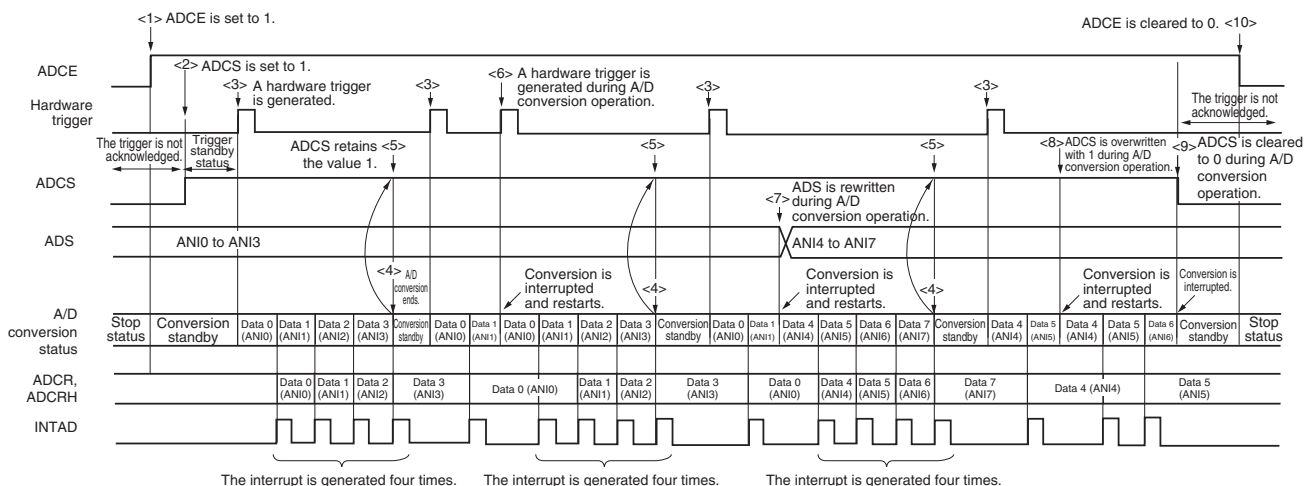 <1> ADCE is set to 1.
ADCE is cleared to 0. <10>
ADCE
<2> ADCS is set to 1.
<3> A hardware trigger
is generated.
<3>
<6> A hardware trigger is
generated during A/D
conversion operation.
<3>
<3>
The trigger is not
acknowledged.
Hardware
trigger
The trigger is not
acknowledged.
Trigger
standby
status
ADCS retains
the value 1.
<5>
<5>
<5>
<8> ADCS is overwritten
with 1 during A/D
conversion operation.
<9> ADCS is cleared
to 0 during A/D
conversion
operation.
ADCS
<7> ADS is rewritten
during A/D
conversion operation.
ADS
ANI0 to ANI3
ANI4 to ANI7
<4> A/D
conversion
ends.
Conversion is
interrupted
and restarts.
<4>
Conversion is
interrupted
and restarts.
<4>
Conversion is
interrupted
and restarts.
Conversion is
interrupted.
A/D
conversion
status
Stop
status
Conversion
standby
Data 0
(ANI0)
Data 1
(ANI1)
Data 2
(ANI2)
Data 3
(ANI3)
Conversion
standby
Data 0
(ANI0)
Data 1
(ANI1)
Data 0
(ANI0)
Data 1
(ANI1)
Data 2
(ANI2)
Data 3
(ANI3)
Conversion
standby
Data 0
(ANI0)
Data 1
(ANI1)
Data 4
(ANI4)
Data 5
(ANI5)
Data 6
(ANI6)
Data 7
(ANI7)
Conversion
standby
Data 4
(ANI4)
Data 5
(ANI5)
Data 4
(ANI4)
Data 5
(ANI5)
Data 6
(ANI6)
Conversion
standby
Stop
status
ADCR,
ADCRH
Data 0
(ANI0)
Data 1
(ANI1)
Data 2
(ANI2)
Data 3
(ANI3)
Data 0 (ANI0)
Data 1
(ANI1)
Data 2
(ANI2)
Data 3
(ANI3)
Data 0
(ANI0)
Data 4
(ANI4)
Data 5
(ANI5)
Data 6
(ANI6)
Data 7
(ANI7)
Data 4 (ANI4)
Data 5
(ANI5)
INTAD
The interrupt is generated four times.
The interrupt is generated four times.
The interrupt is generated four times.